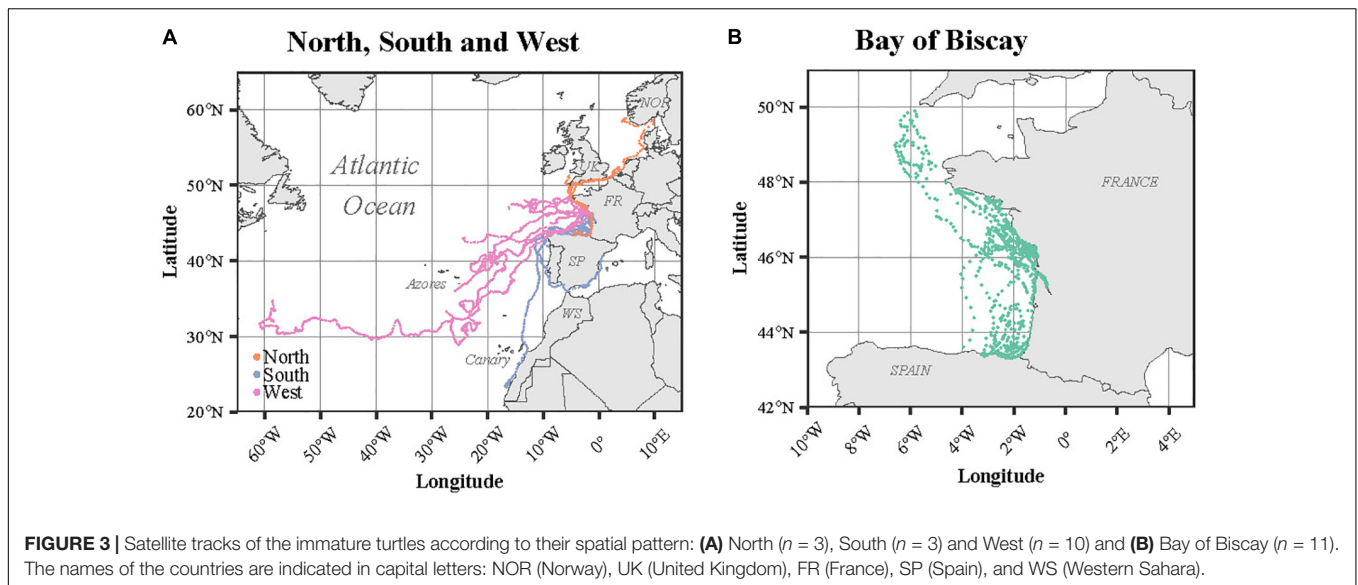 A
North, South and West
60°N
50°N
40°N
30°N
20°N
Latitude
Atlantic
Ocean
NOR
UK
FR
SP
WS
Azores
Canary
North
South
West
60°W
50°W
40°W
30°W
20°W
10°W
0°
10°E
Longitude
B
Bay of Biscay
50°N
48°N
46°N
44°N
42°N
Latitude
FRANCE
SPAIN
10°W
8°W
6°W
4°W
2°W
0°
2°E
4°E
Longitude
FIGURE 3 | Satellite tracks of the immature turtles according to their spatial pattern: (A) North (n = 3), South (n = 3) and West (n = 10) and (B) Bay of Biscay (n = 11).
The names of the countries are indicated in capital letters: NOR (Norway), UK (United Kingdom), FR (France), SP (Spain), and WS (Western Sahara).